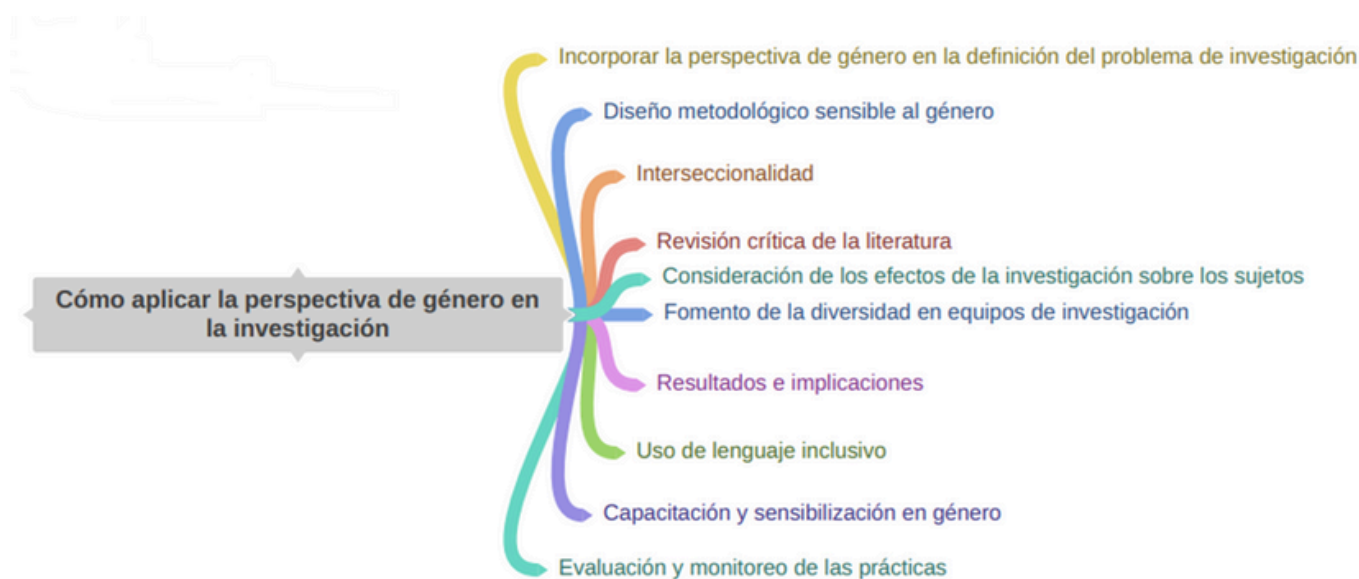 Incorporar la perspectiva de género en la definición del problema de investigación
Diseño metodológico sensible al género
Interseccionalidad
Revisión crítica de la literatura
Consideración de los efectos de la investigación sobre los sujetos
Cómo aplicar la perspectiva de género en
la investigación
Fomento de la diversidad en equipos de investigación
Resultados e implicaciones
Uso de lenguaje inclusivo
Capacitación y sensibilización en género
Evaluación y monitoreo de las prácticas